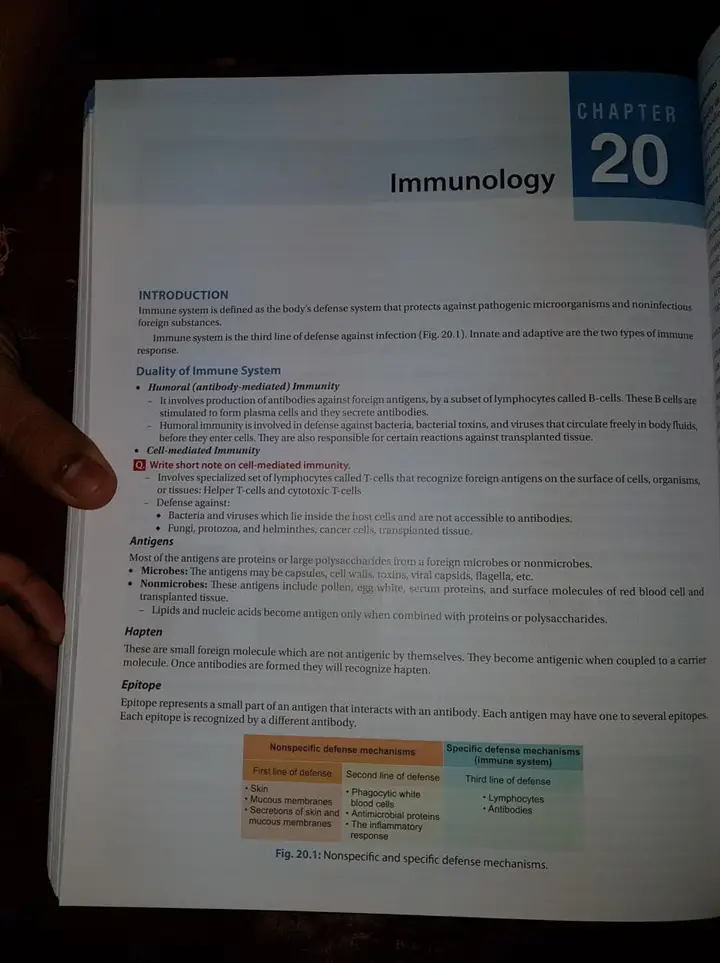 CHAPTER
20
Immunology
INTRODUCTION
Immune system is defined as the body's defense system that protects against pathogenic microorganisms and noninfectious
foreign substances.
Immune system is the third line of defense against infection (Fig. 20.1). Innate and adaptive are the two types of immune
response.
Duality of Immune System
• Humoral (antibody-mediated) Immunity
– It involves production of antibodies against foreign antigens, by a subset of lymphocytes called B-cells. These B cells are
stimulated to form plasma cells and they secrete antibodies.
– Humoral immunity is involved in defense against bacteria, bacterial toxins, and viruses that circulate freely in body fluids,
before they enter cells. They are also responsible for certain reactions against transplanted tissue.
• Cell-mediated Immunity
Q. Write short note on cell-mediated immunity.
– Involves specialized set of lymphocytes called T-cells that recognize foreign antigens on the surface of cells, organisms,
or tissues: Helper T-cells and cytotoxic T-cells
– Defense against:
◆ Bacteria and viruses which lie inside the host cells and are not accessible to antibodies.
◆ Fungi, protozoa, and helminthes, cancer cells, transplanted tissue.
Antigens
Most of the antigens are proteins or large polysaccharides from a foreign microbes or nonmicrobes.
• Microbes: The antigens may be capsules, cell walls, toxins, viral capsids, flagella, etc.
• Nonmicrobes: These antigens include pollen, egg white, serum proteins, and surface molecules of red blood cell and
transplanted tissue.
– Lipids and nucleic acids become antigen only when combined with proteins or polysaccharides.
Hapten
These are small foreign molecule which are not antigenic by themselves. They become antigenic when coupled to a carrier
molecule. Once antibodies are formed they will recognize hapten.
Epitope
Epitope represents a small part of an antigen that interacts with an antibody. Each antigen may have one to several epitopes.
Each epitope is recognized by a different antibody.
Nonspecific defense mechanisms
First line of defense
• Skin
• Mucous membranes
• Secretions of skin and
mucous membranes
Second line of defense
• Phagocytic white
blood cells
• Antimicrobial proteins
• The inflammatory
response
Specific defense mechanisms
(immune system)
Third line of defense
• Lymphocytes
• Antibodies
Fig. 20.1: Nonspecific and specific defense mechanisms.